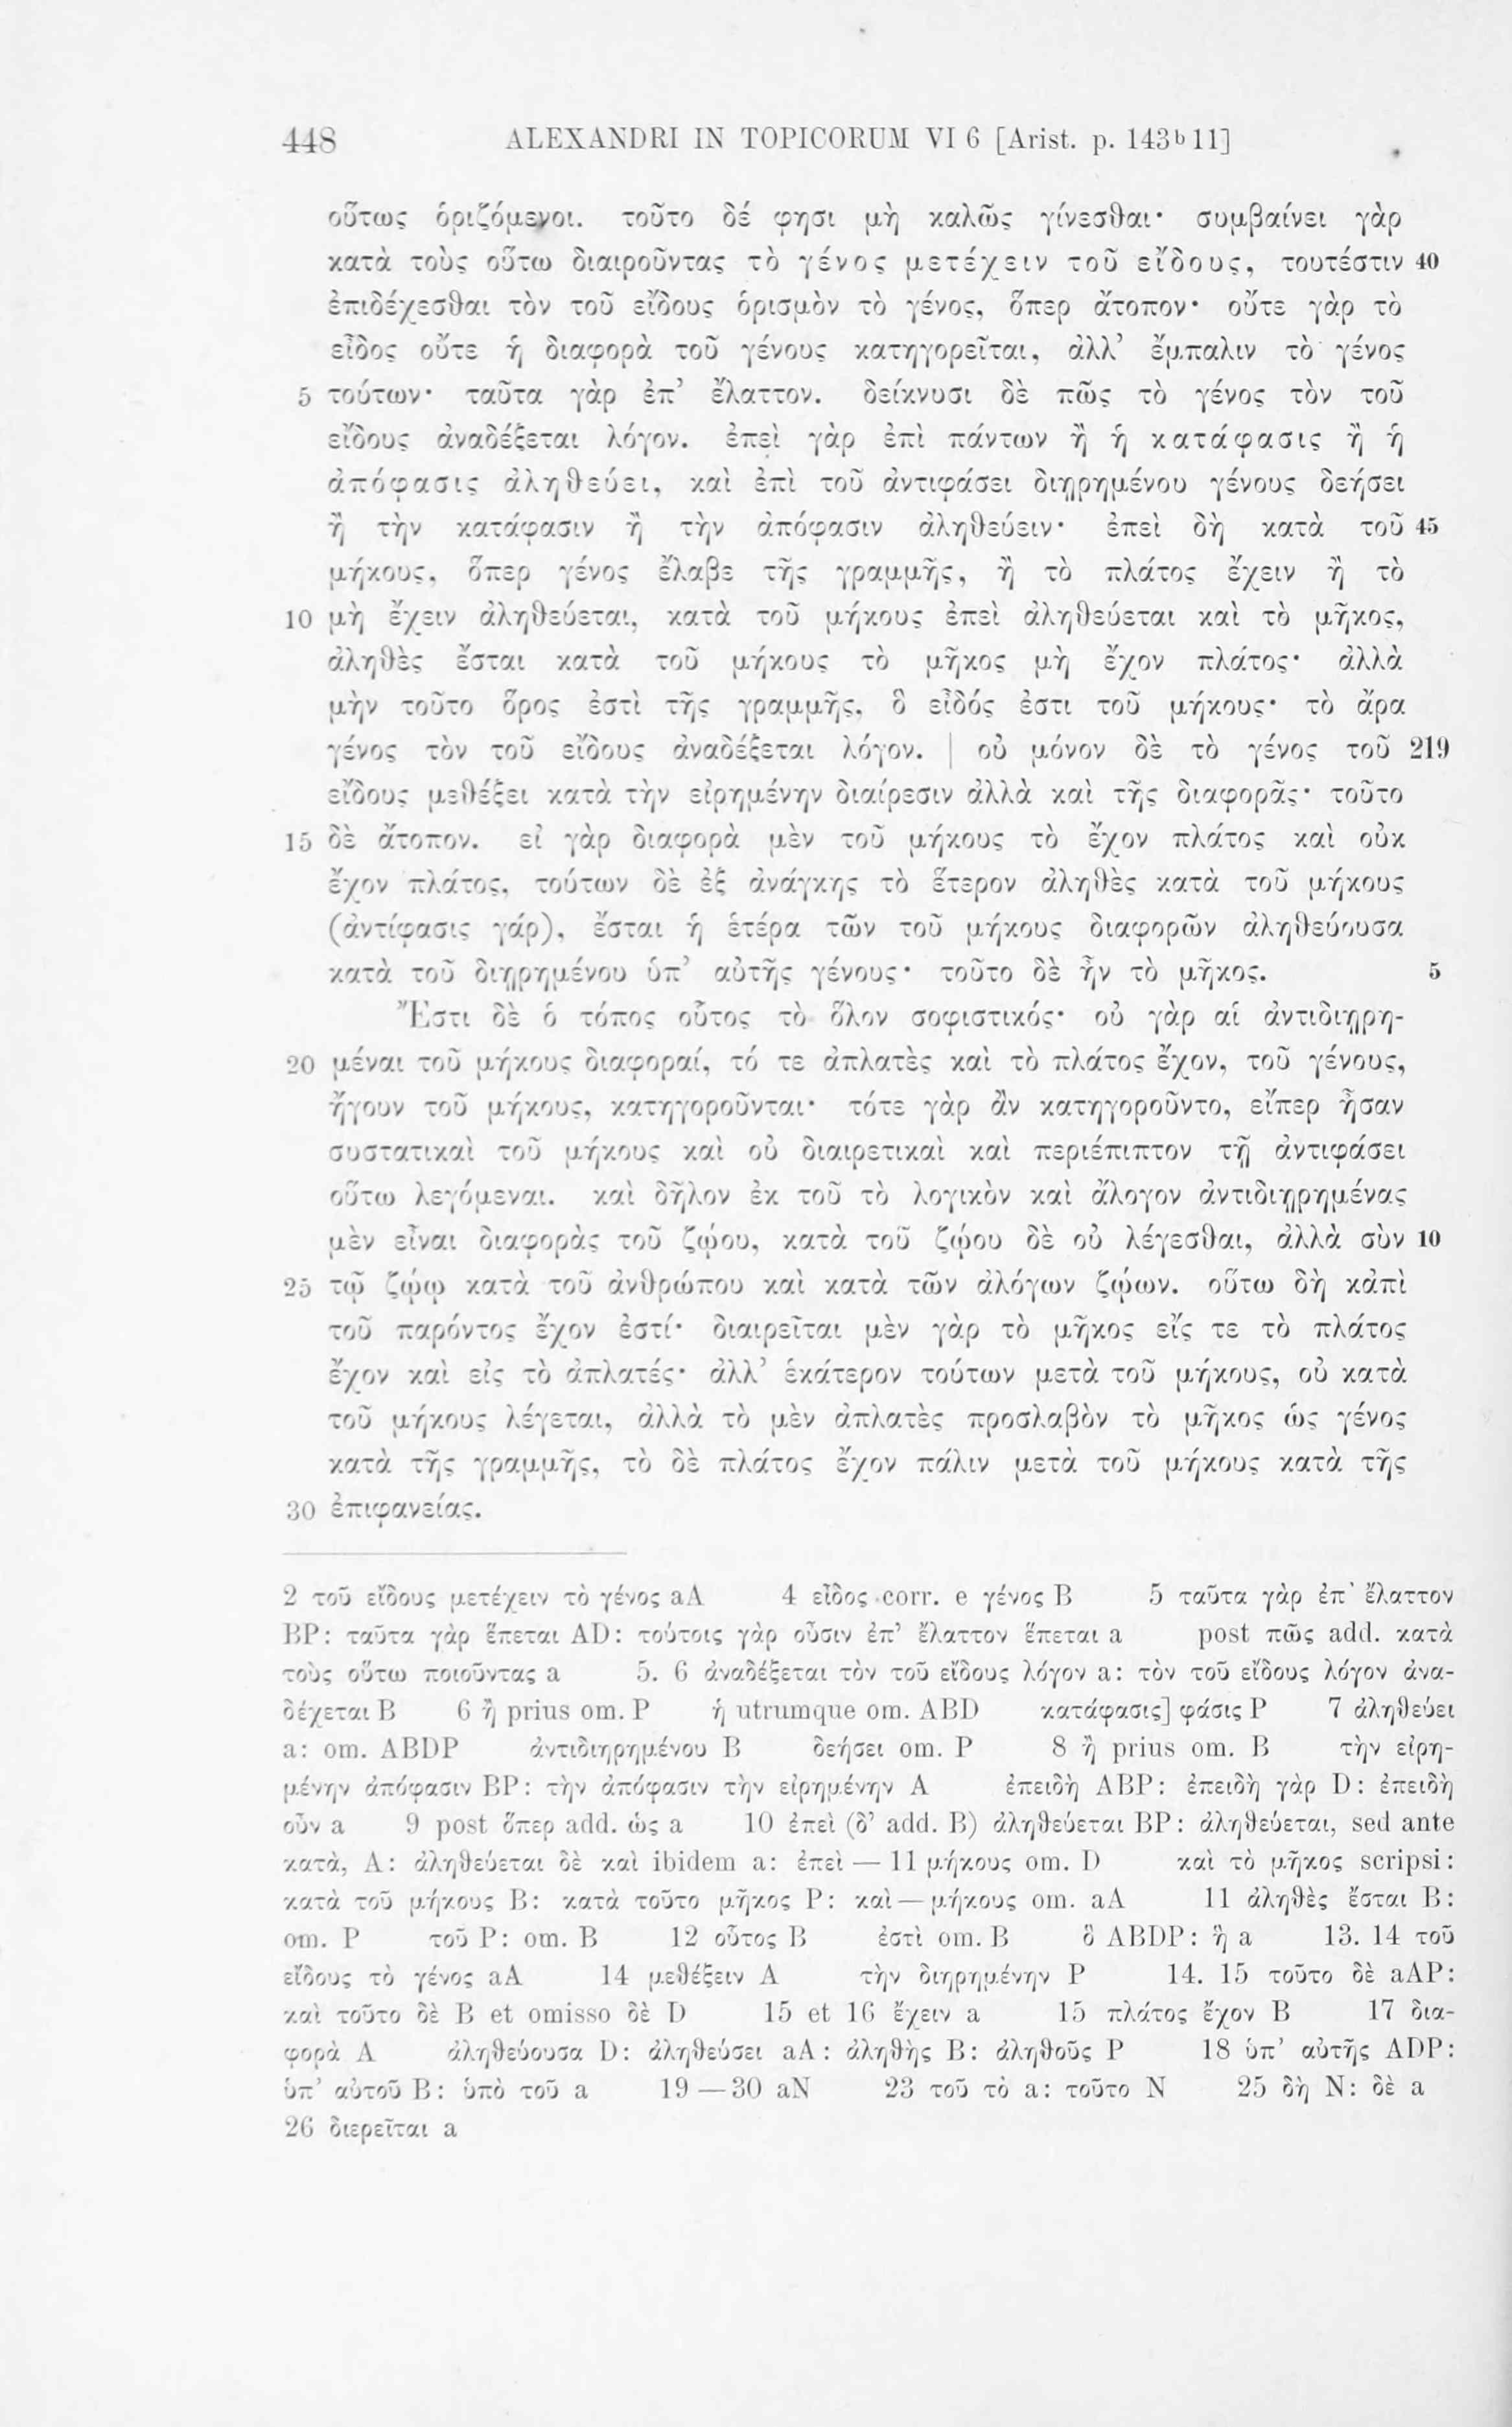 448 ALEXANDRI IN TOPICORUM VI 6 [Arist. p. 143ᵇ11]
οὕτως ὁριζόμενοι. τοῦτο δέ φησι μὴ καλῶς γίνεσθαι· συμβαίνει γὰρ
κατὰ τοὺς οὕτω διαιροῦντας τὸ γένος μετέχειν τοῦ εἴδους, τουτέστιν 40
ἐπιδέχεσθαι τὸν τοῦ εἴδους ὁρισμὸν τὸ γένος, ὅπερ ἄτοπον· οὔτε γὰρ τὸ
εἶδος οὔτε ἡ διαφορὰ τοῦ γένους κατηγορεῖται, ἀλλ’ ἔμπαλιν τὸ γένος
5 τούτων· ταῦτα γὰρ ἐπ’ ἔλαττον. δείκνυσι δὲ πῶς τὸ γένος τὸν τοῦ
εἴδους ἀναδέξεται λόγον. ἐπεὶ γὰρ ἐπὶ πάντων ἢ ἡ κατάφασις ἢ ἡ
ἀπόφασις ἀληθεύει, καὶ ἐπὶ τοῦ ἀντιφάσει διῃρημένου γένους δεήσει
ἢ τὴν κατάφασιν ἢ τὴν ἀπόφασιν ἀληθεύειν· ἐπεὶ δὴ κατὰ τοῦ 45
μήκους, ὅπερ γένος ἔλαβε τῆς γραμμῆς, ἢ τὸ πλάτος ἔχειν ἢ τὸ
10 μὴ ἔχειν ἀληθεύεται, κατὰ τοῦ μήκους ἐπεὶ ἀληθεύεται καὶ τὸ μῆκος,
ἀληθὲς ἔσται κατὰ τοῦ μήκους τὸ μῆκος μὴ ἔχον πλάτος· ἀλλὰ
μὴν τοῦτο ὅρος ἐστὶ τῆς γραμμῆς, ὃ εἶδός ἐστι τοῦ μήκους· τὸ ἄρα
γένος τὸν τοῦ εἴδους ἀναδέξεται λόγον. | οὐ μόνον δὲ τὸ γένος τοῦ 219
εἴδους μεθέξει κατὰ τὴν εἰρημένην διαίρεσιν ἀλλὰ καὶ τῆς διαφορᾶς· τοῦτο
15 δὲ ἄτοπον. εἰ γὰρ διαφορὰ μὲν τοῦ μήκους τὸ ἔχον πλάτος καὶ οὐκ
ἔχον πλάτος, τούτων δὲ ἐξ ἀνάγκης τὸ ἕτερον ἀληθὲς κατὰ τοῦ μήκους
(ἀντίφασις γάρ), ἔσται ἡ ἑτέρα τῶν τοῦ μήκους διαφορῶν ἀληθεύουσα
κατὰ τοῦ διῃρημένου ὑπ’ αὐτῆς γένους· τοῦτο δὲ ἦν τὸ μῆκος. 5
Ἔστι δὲ ὁ τόπος οὗτος τὸ ὅλον σοφιστικός· οὐ γὰρ αἱ ἀντιδιῃρη-
20 μέναι τοῦ μήκους διαφοραί, τό τε ἀπλατὲς καὶ τὸ πλάτος ἔχον, τοῦ γένους,
ἤγουν τοῦ μήκους, κατηγοροῦνται· τότε γὰρ ἂν κατηγοροῦντο, εἴπερ ἦσαν
συστατικαὶ τοῦ μήκους καὶ οὐ διαιρετικαὶ καὶ περιέπιπτον τῇ ἀντιφάσει
οὕτω λεγόμεναι. καὶ δῆλον ἐκ τοῦ τὸ λογικὸν καὶ ἄλογον ἀντιδιῃρημένας
μὲν εἶναι διαφορὰς τοῦ ζῴου, κατὰ τοῦ ζῴου δὲ οὐ λέγεσθαι, ἀλλὰ σὺν 10
25 τῷ ζῴῳ κατὰ τοῦ ἀνθρώπου καὶ κατὰ τῶν ἀλόγων ζῴων. οὕτω δὴ κἀπὶ
τοῦ παρόντος ἔχον ἐστί· διαιρεῖται μὲν γὰρ τὸ μῆκος εἴς τε τὸ πλάτος
ἔχον καὶ εἰς τὸ ἀπλατές· ἀλλ’ ἑκάτερον τούτων μετὰ τοῦ μήκους, οὐ κατὰ
τοῦ μήκους λέγεται, ἀλλὰ τὸ μὲν ἀπλατὲς προσλαβὸν τὸ μῆκος ὡς γένος
κατὰ τῆς γραμμῆς, τὸ δὲ πλάτος ἔχον πάλιν μετὰ τοῦ μήκους κατὰ τῆς
30 ἐπιφανείας.
2 τοῦ εἴδους μετέχειν τὸ γένος aA 4 εἶδος corr. e γένος B 5 ταῦτα γὰρ ἐπ’ ἔλαττον
BP: ταῦτα γὰρ ἕπεται AD: τούτοις γὰρ οὖσιν ἐπ’ ἔλαττον ἕπεται a post πῶς add. κατὰ
τοὺς οὕτω ποιοῦντας a 5. 6 ἀναδέξεται τὸν τοῦ εἴδους λόγον a: τὸν τοῦ εἴδους λόγον ἀνα-
δέχεται B 6 ἢ prius om. P ἡ utrumque om. ABD κατάφασις] φάσις P 7 ἀληθεύει
a: om. ABDP ἀντιδιηρημένου B δεήσει om. P 8 ἢ prius om. B τὴν εἰρη-
μένην ἀπόφασιν BP: τὴν ἀπόφασιν τὴν εἰρημένην A ἐπειδὴ ABP: ἐπειδὴ γὰρ D: ἐπειδὴ
οὖν a 9 post ὅπερ add. ὡς a 10 ἐπεὶ (δ’ add. B) ἀληθεύεται BP: ἀληθεύεται, sed ante
κατὰ, A: ἀληθεύεται δὲ καὶ ibidem a: ἐπεὶ — 11 μήκους om. D καὶ τὸ μῆκος scripsi:
κατὰ τοῦ μήκους B: κατὰ τοῦτο μῆκος P: καὶ — μήκους om. aA 11 ἀληθὲς ἔσται B:
om. P τοῦ P: om. B 12 οὗτος B ἐστὶ om. B ὃ ABDP: ἣ a 13. 14 τοῦ
εἴδους τὸ γένος aA 14 μεθέξειν A τὴν διηρημένην P 14. 15 τοῦτο δὲ aAP:
καὶ τοῦτο δὲ B et omisso δὲ D 15 et 16 ἔχειν a 15 πλάτος ἔχον B 17 δια-
φορὰ A ἀληθεύουσα D: ἀληθεύσει aA: ἀληθὴς B: ἀληθοῦς P 18 ὑπ’ αὐτῆς ADP:
ὑπ’ αὐτοῦ B: ὑπὸ τοῦ a 19 — 30 aN 23 τοῦ τὸ a: τοῦτο N 25 δὴ N: δὲ a
26 διερεῖται a